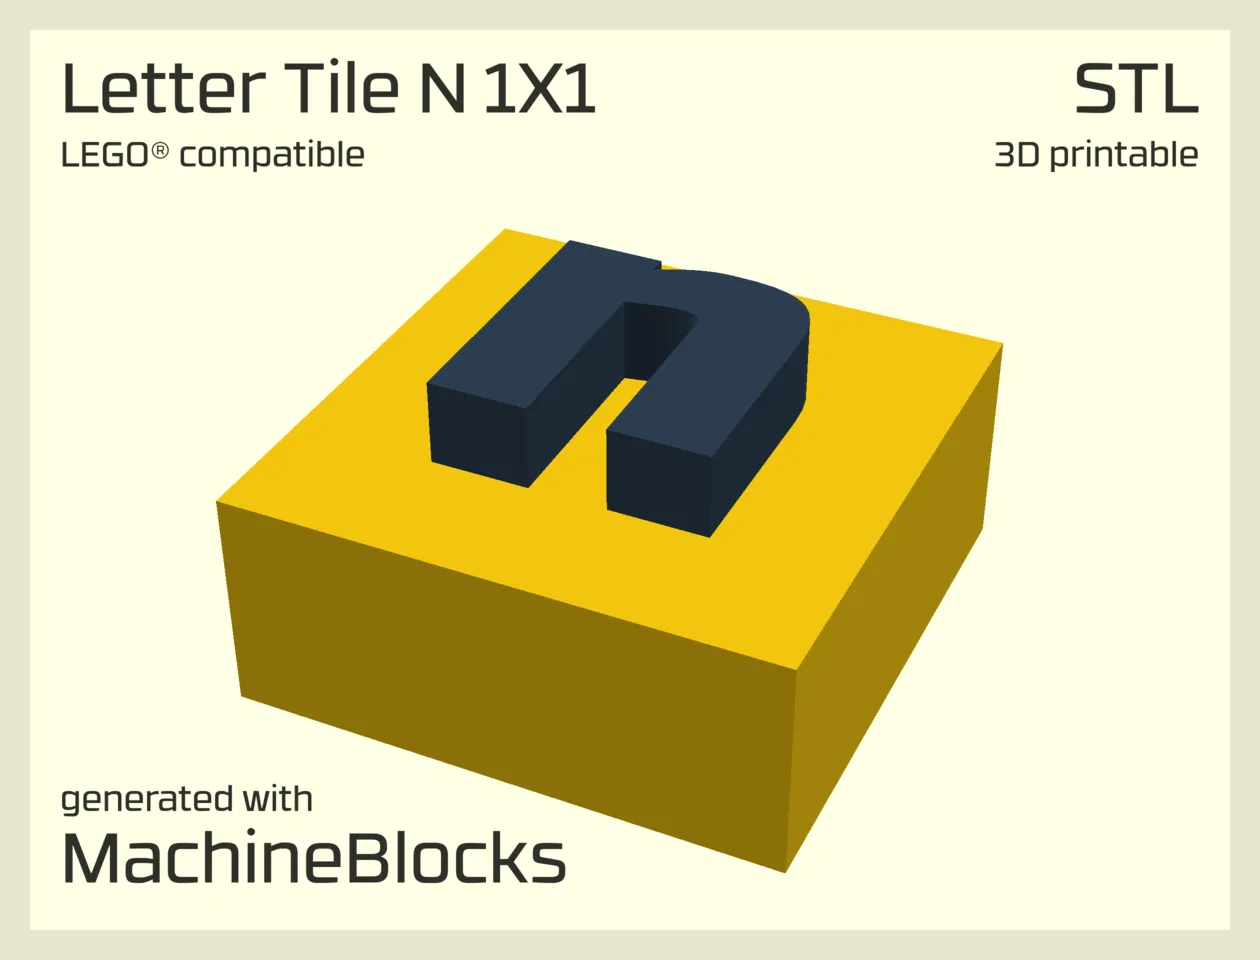 Letter Tile N 1X1
LEGO® compatible
STL
3D printable
n
generated with
MachineBlocks